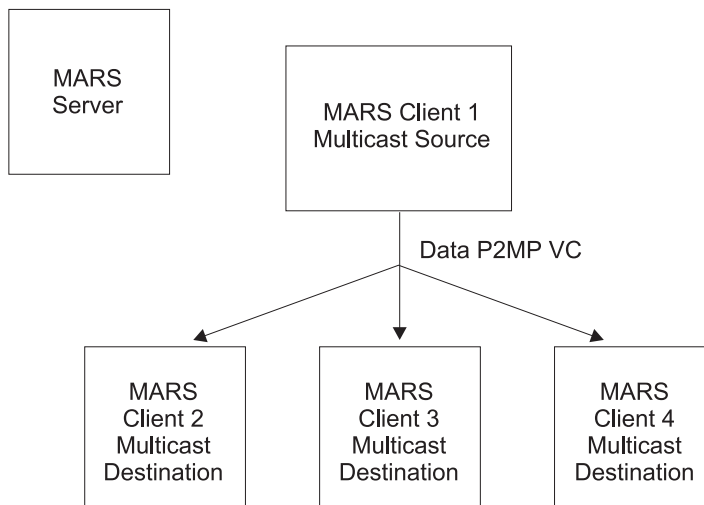 MARS
Server
MARS Client 1
Multicast Source
Data P2MP VC
MARS
Client 2
Multicast
Destination
MARS
Client 3
Multicast
Destination
MARS
Client 4
Multicast
Destination